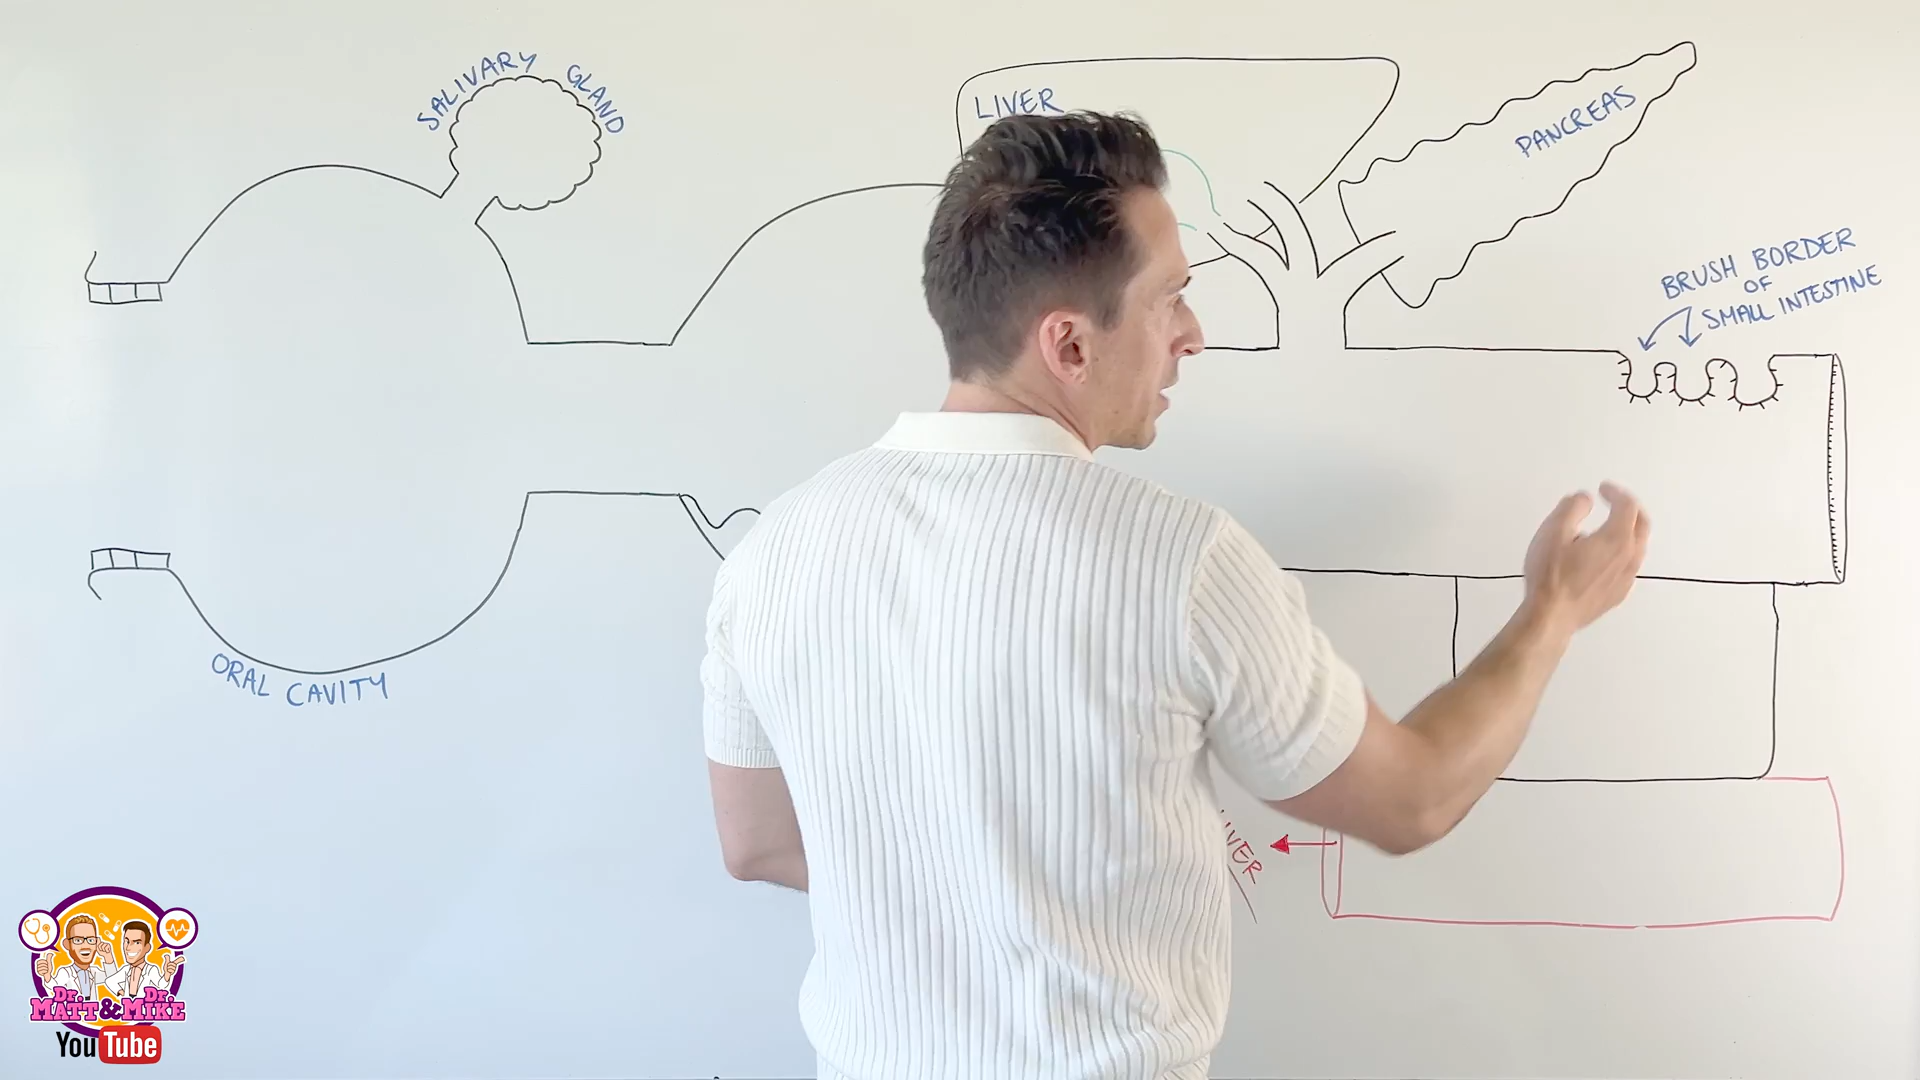 SALIVARY GLAND
LIVER
PANCREAS
BRUSH BORDER
OF
SMALL INTESTINE
ORAL CAVITY
Dr. Dr.
MATT & MIKE
YouTube